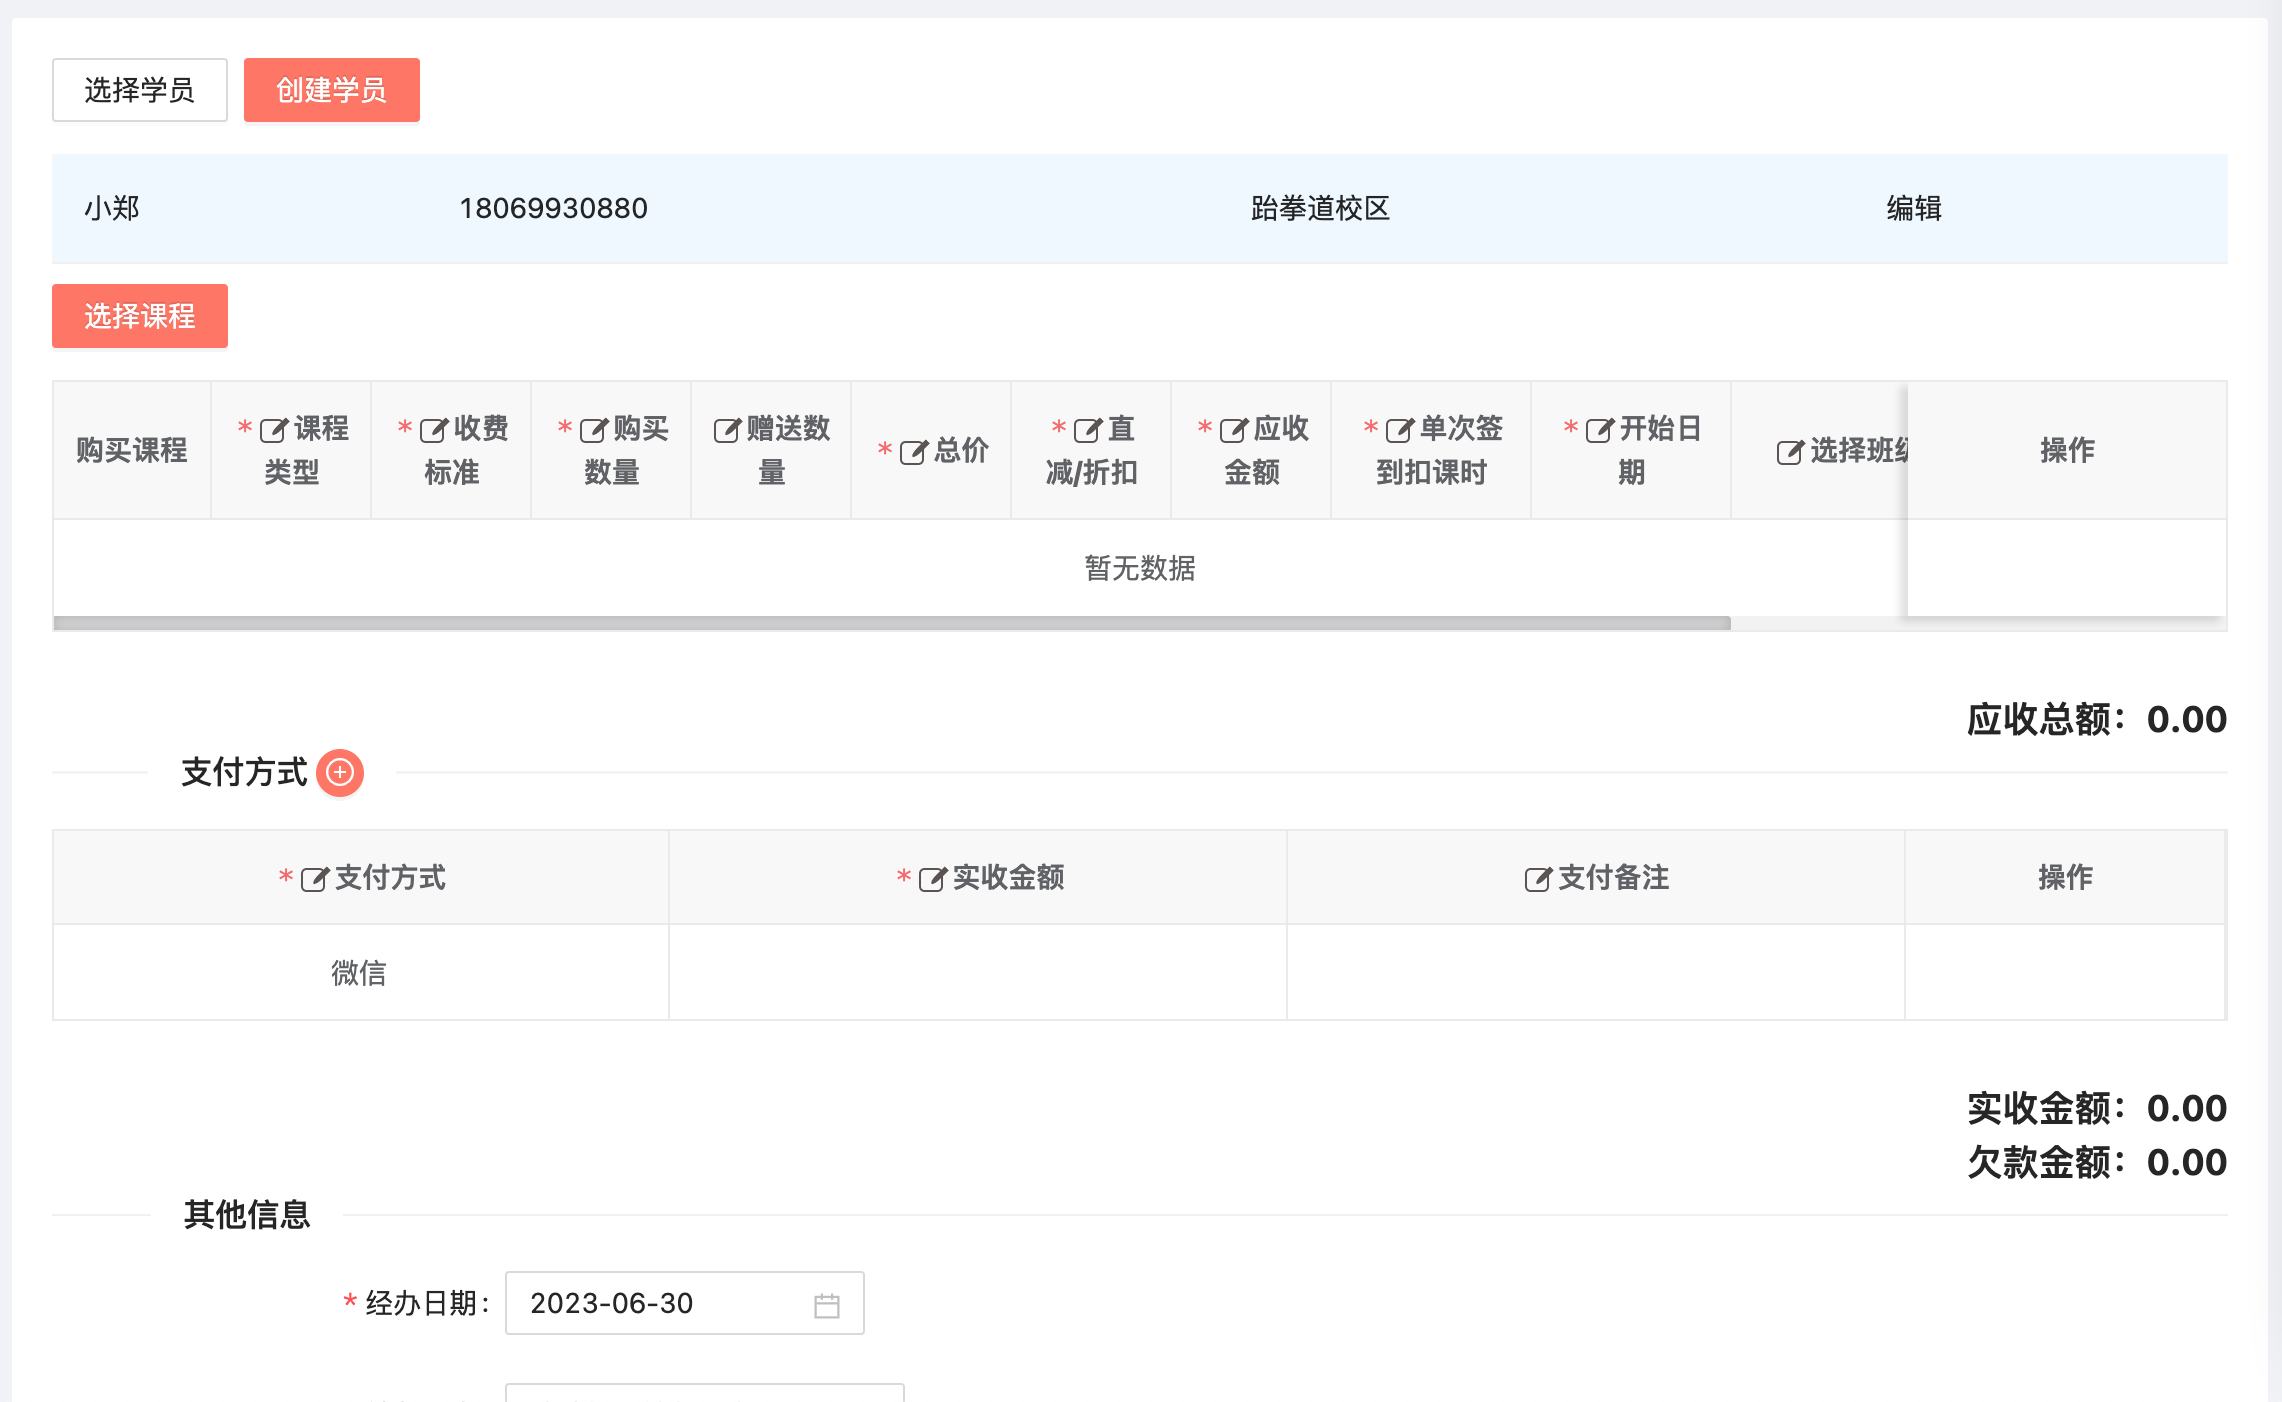 选择学员 创建学员
小郑 18069930880 跆拳道校区 编辑
选择课程
购买课程 * 课程类型 * 收费标准 * 购买数量 赠送数量 * 总价 * 直减/折扣 * 应收金额 * 单次签到扣课时 * 开始日期 选择班 操作
暂无数据
应收总额：0.00
支付方式
* 支付方式 * 实收金额 支付备注 操作
微信
实收金额：0.00
欠款金额：0.00
其他信息
* 经办日期： 2023-06-30